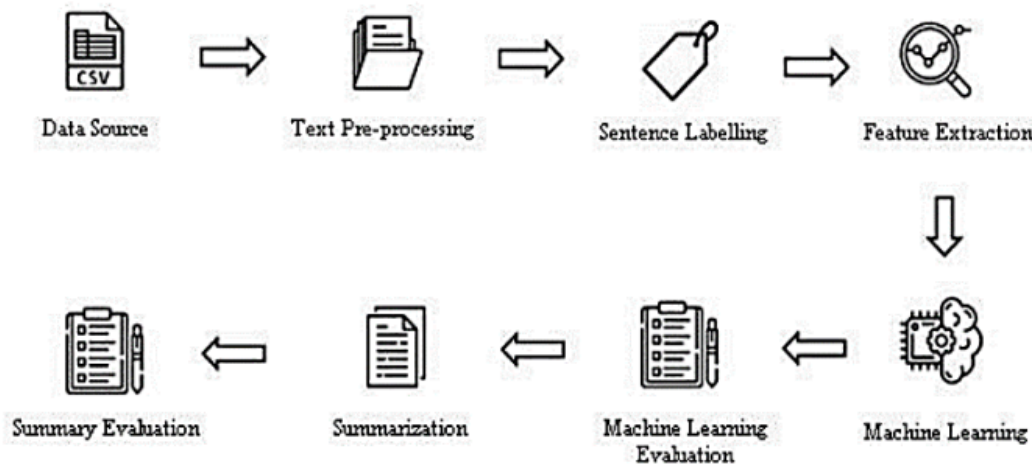 CSV
Data Source
Text Pre-processing
Sentence Labelling
Feature Extraction
Machine Learning
Machine Learning
Evaluation
Summarization
Summary Evaluation